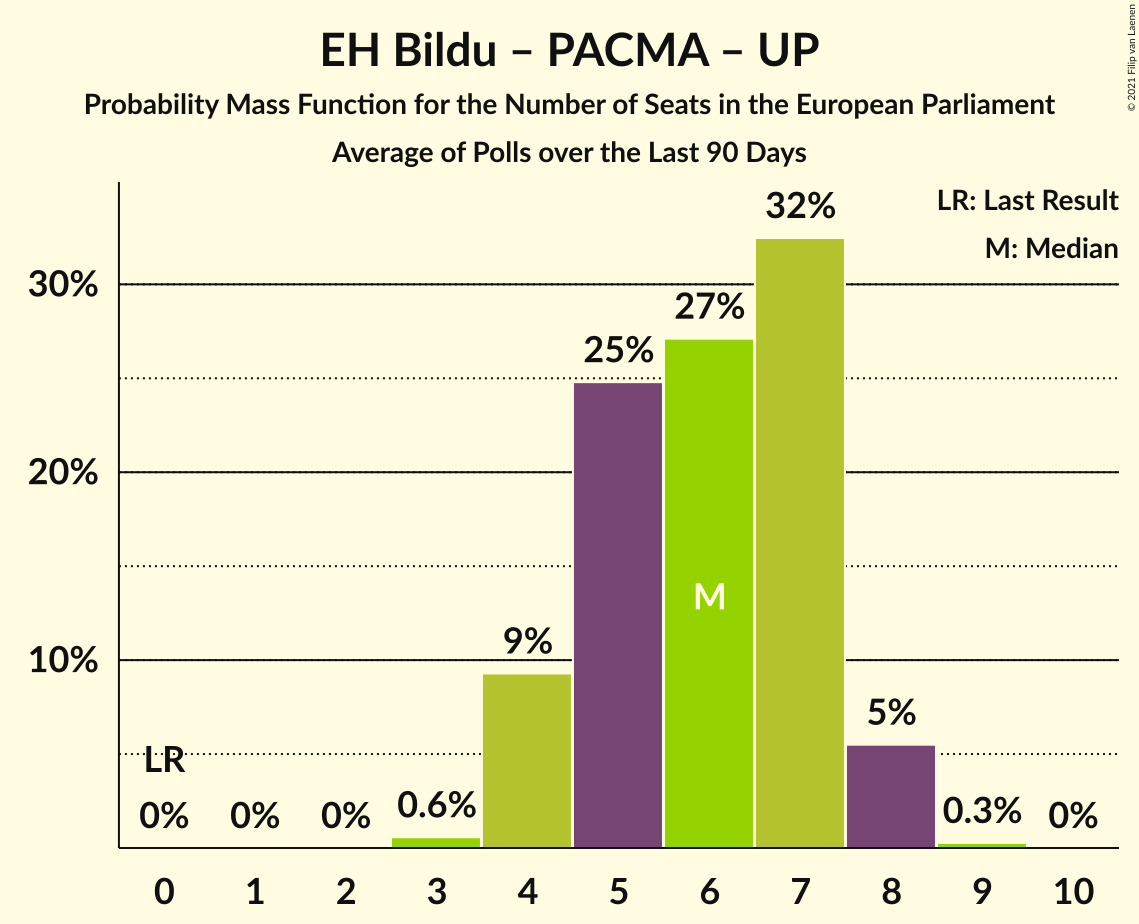 EH Bildu – PACMA – UP
Probability Mass Function for the Number of Seats in the European Parliament
Average of Polls over the Last 90 Days
© 2021 Filip van Laenen
LR: Last Result
M: Median
30%
20%
10%
LR
0%
0%
0%
0.6%
9%
25%
27%
M
32%
5%
0.3%
0%
0 1 2 3 4 5 6 7 8 9 10